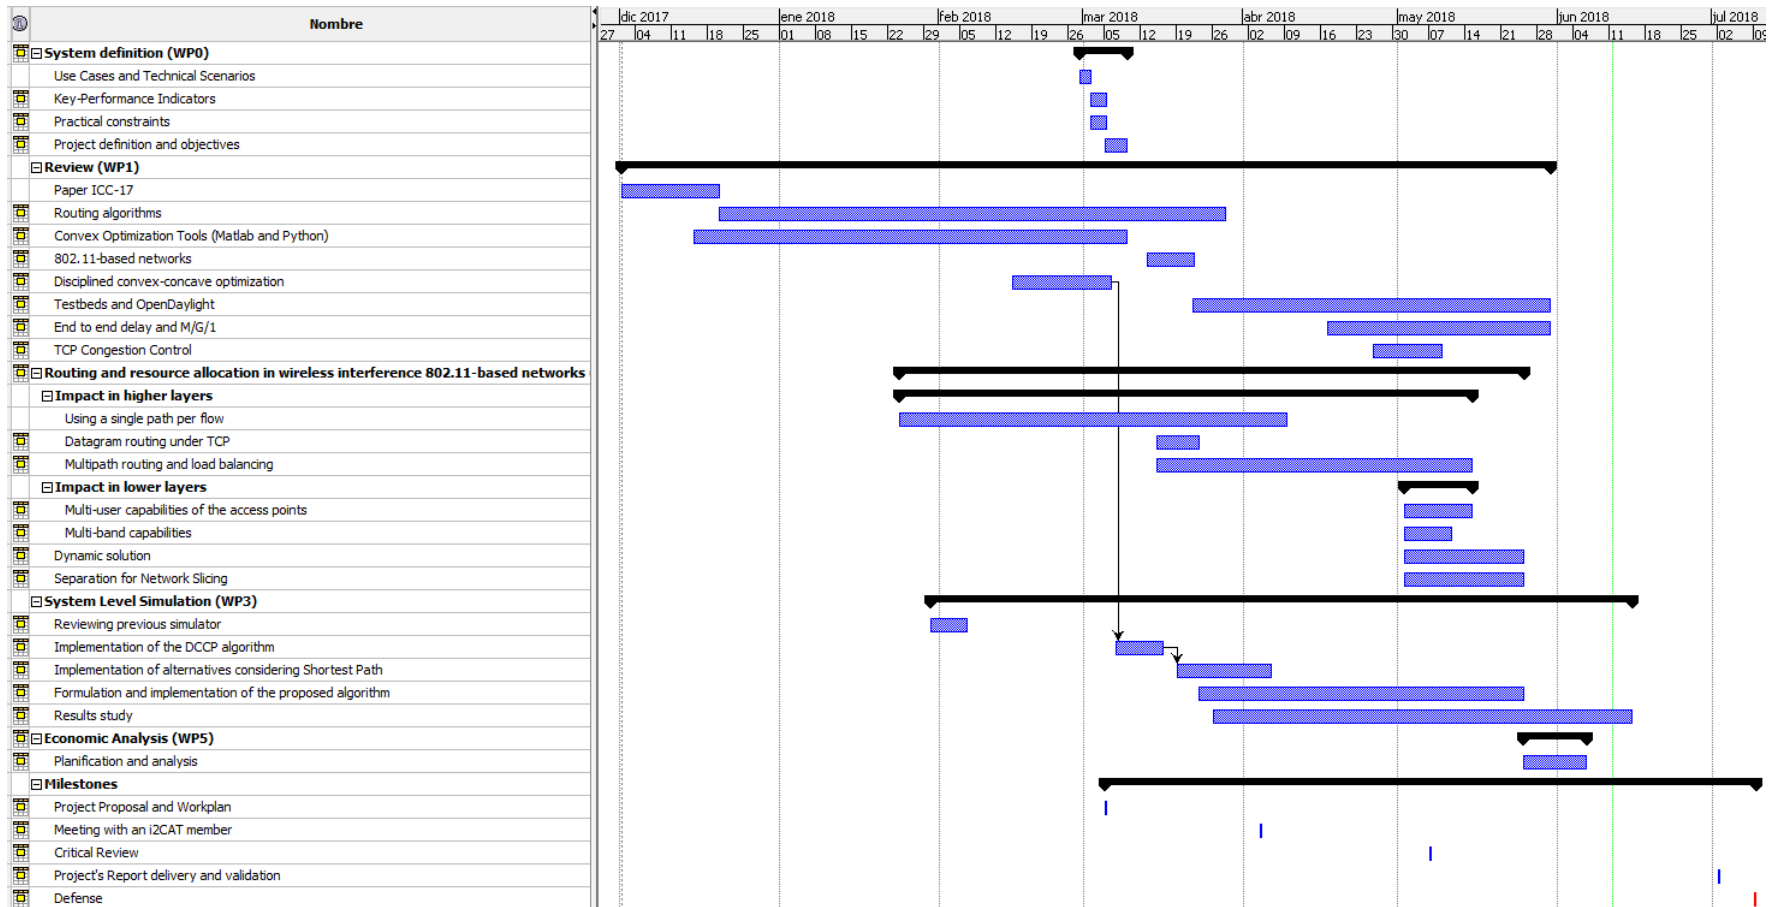 Nombre
dic 2017 ene 2018 feb 2018 mar 2018 abr 2018 may 2018 jun 2018 jul 2018
27 04 11 18 25 01 08 15 22 29 05 12 19 26 05 12 19 26 02 09 16 23 30 07 14 21 28 04 11 18 25 02 09
System definition (WP0)
Use Cases and Technical Scenarios
Key-Performance Indicators
Practical constraints
Project definition and objectives
Review (WP1)
Paper ICC-17
Routing algorithms
Convex Optimization Tools (Matlab and Python)
802.11-based networks
Disciplined convex-concave optimization
Testbeds and OpenDaylight
End to end delay and M/G/1
TCP Congestion Control
Routing and resource allocation in wireless interference 802.11-based networks
Impact in higher layers
Using a single path per flow
Datagram routing under TCP
Multipath routing and load balancing
Impact in lower layers
Multi-user capabilities of the access points
Multi-band capabilities
Dynamic solution
Separation for Network Slicing
System Level Simulation (WP3)
Reviewing previous simulator
Implementation of the DCCP algorithm
Implementation of alternatives considering Shortest Path
Formulation and implementation of the proposed algorithm
Results study
Economic Analysis (WP5)
Planification and analysis
Milestones
Project Proposal and Workplan
Meeting with an i2CAT member
Critical Review
Project's Report delivery and validation
Defense